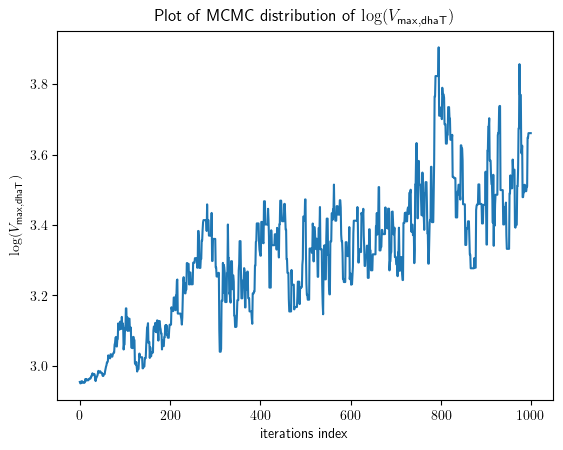 Plot of MCMC distribution of log(V_max,dhaT)
log(V_max,dhaT)
3.8
3.6
3.4
3.2
3.0
0 200 400 600 800 1000
iterations index